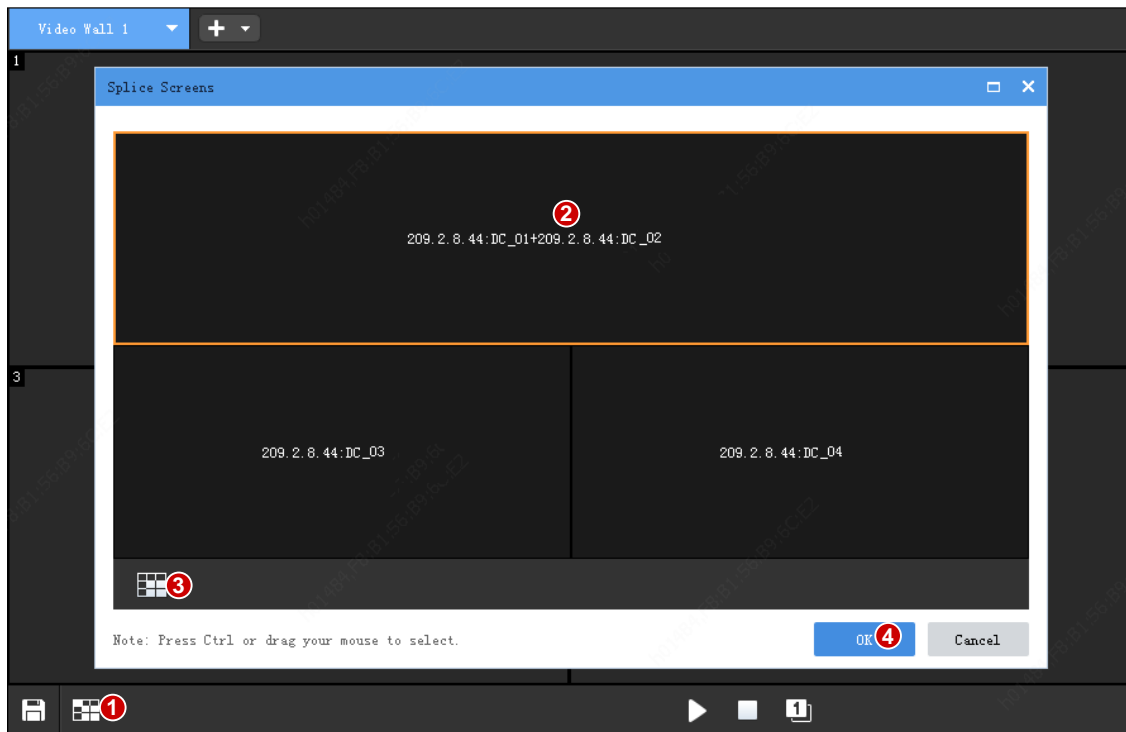 Video Wall 1
1
Splice Screens
2
209.2.8.44:DC_01+209.2.8.44:DC_02
3
209.2.8.44:DC_03
209.2.8.44:DC_04
3
Note: Press Ctrl or drag your mouse to select.
OK 4
Cancel
1
1